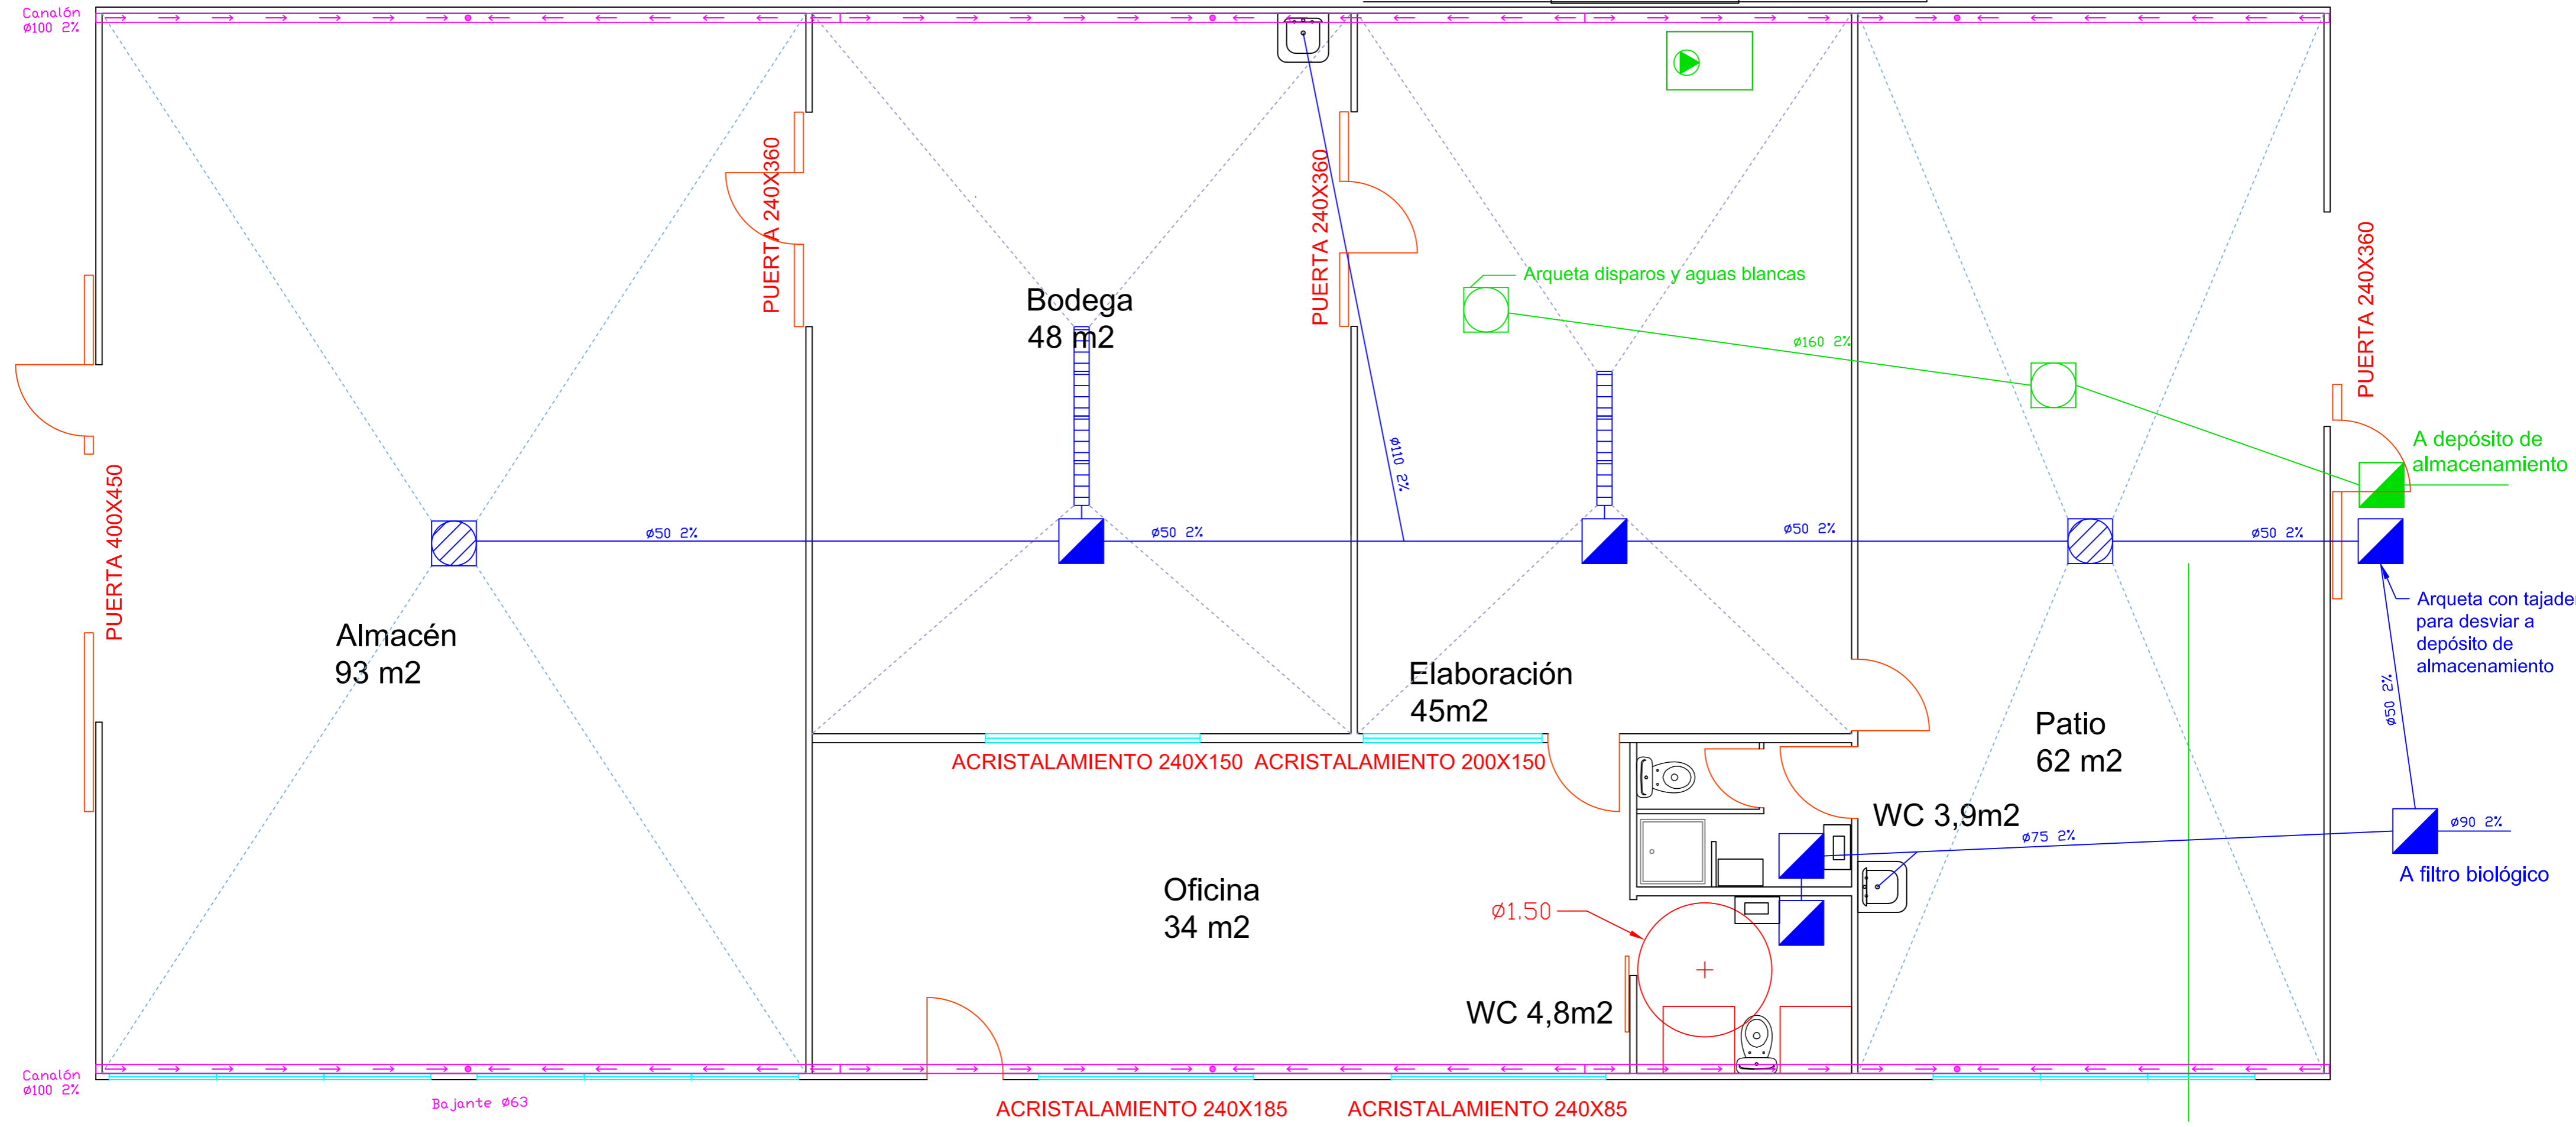 Canalón
ø100 2%
PUERTA 240X360
PUERTA 240X360
PUERTA 240X360
Arqueta disparos y aguas blancas
Bodega
48 m2
ø160 2%
A depósito de
almacenamiento
ø110 2%
PUERTA 400X450
ø50 2%
ø50 2%
ø50 2%
ø50 2%
Arqueta con
para desviar a
depósito de
almacenamiento
Almacén
93 m2
Elaboración
45m2
ø50 2%
Patio
62 m2
ACRISTALAMIENTO 240X150
ACRISTALAMIENTO 200X150
WC 3,9m2
ø75 2%
ø90 2%
A filtro biológico
Oficina
34 m2
ø1.50
WC 4,8m2
Canalón
ø100 2%
Bajante ø63
ACRISTALAMIENTO 240X185
ACRISTALAMIENTO 240X85